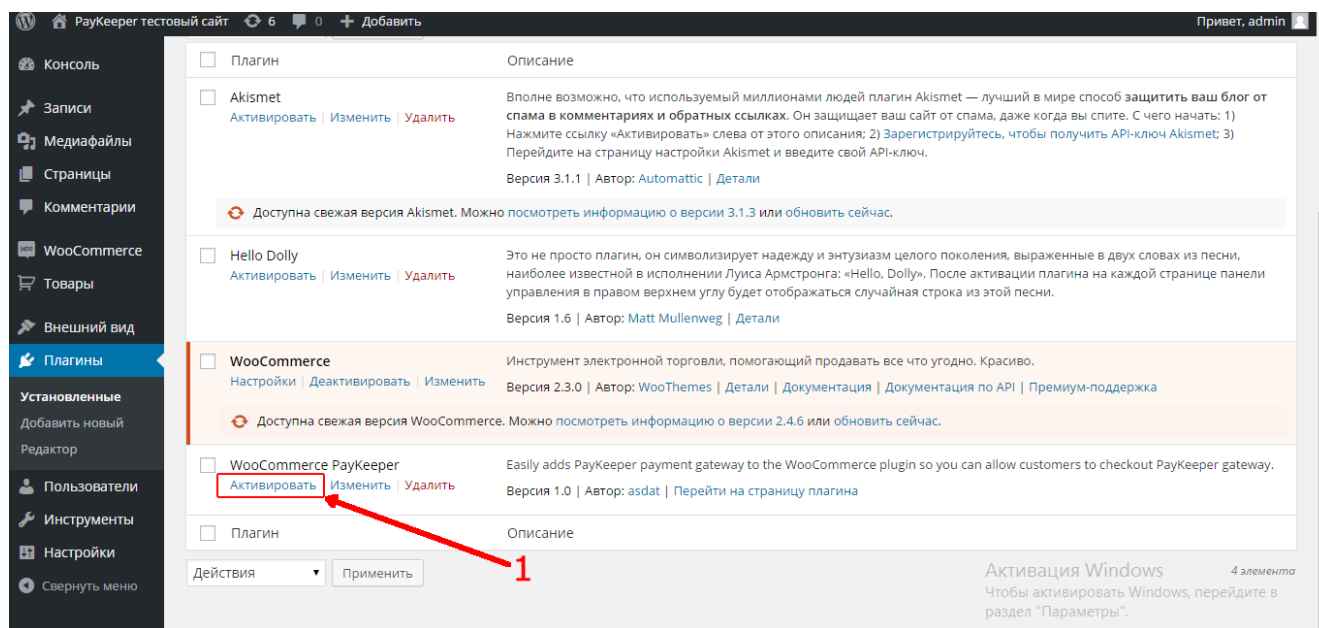 PayKeeper тестовый сайт 6 0 Добавить Привет, admin
Консоль
Записи
Медиафайлы
Страницы
Комментарии
WooCommerce
Товары
Внешний вид
Плагины
Установленные
Добавить новый
Редактор
Пользователи
Инструменты
Настройки
Свернуть меню
Плагин Описание
Akismet
Активировать | Изменить | Удалить
Вполне возможно, что используемый миллионами людей плагин Akismet — лучший в мире способ защитить ваш блог от
спама в комментариях и обратных ссылках. Он защищает ваш сайт от спама, даже когда вы спите. С чего начать: 1)
Нажмите ссылку «Активировать» слева от этого описания; 2) Зарегистрируйтесь, чтобы получить API-ключ Akismet; 3)
Перейдите на страницу настройки Akismet и введите свой API-ключ.
Версия 3.1.1 | Автор: Automattic | Детали
Доступна свежая версия Akismet. Можно посмотреть информацию о версии 3.1.3 или обновить сейчас.
Hello Dolly
Активировать | Изменить | Удалить
Это не просто плагин, он символизирует надежду и энтузиазм целого поколения, выраженные в двух словах из песни,
наиболее известной в исполнении Луиса Армстронга: «Hello, Dolly». После активации плагина на каждой странице панели
управления в правом верхнем углу будет отображаться случайная строка из этой песни.
Версия 1.6 | Автор: Matt Mullenweg | Детали
WooCommerce
Настройки | Деактивировать | Изменить
Инструмент электронной торговли, помогающий продавать все что угодно. Красиво.
Версия 2.3.0 | Автор: WooThemes | Детали | Документация | Документация по API | Премиум-поддержка
Доступна свежая версия WooCommerce. Можно посмотреть информацию о версии 2.4.6 или обновить сейчас.
WooCommerce PayKeeper
Активировать | Изменить | Удалить
Easily adds PayKeeper payment gateway to the WooCommerce plugin so you can allow customers to checkout PayKeeper gateway.
Версия 1.0 | Автор: asdat | Перейти на страницу плагина
Плагин Описание
1
Действия Применить
4 элемента
Активация Windows
Чтобы активировать Windows, перейдите в
раздел "Параметры".